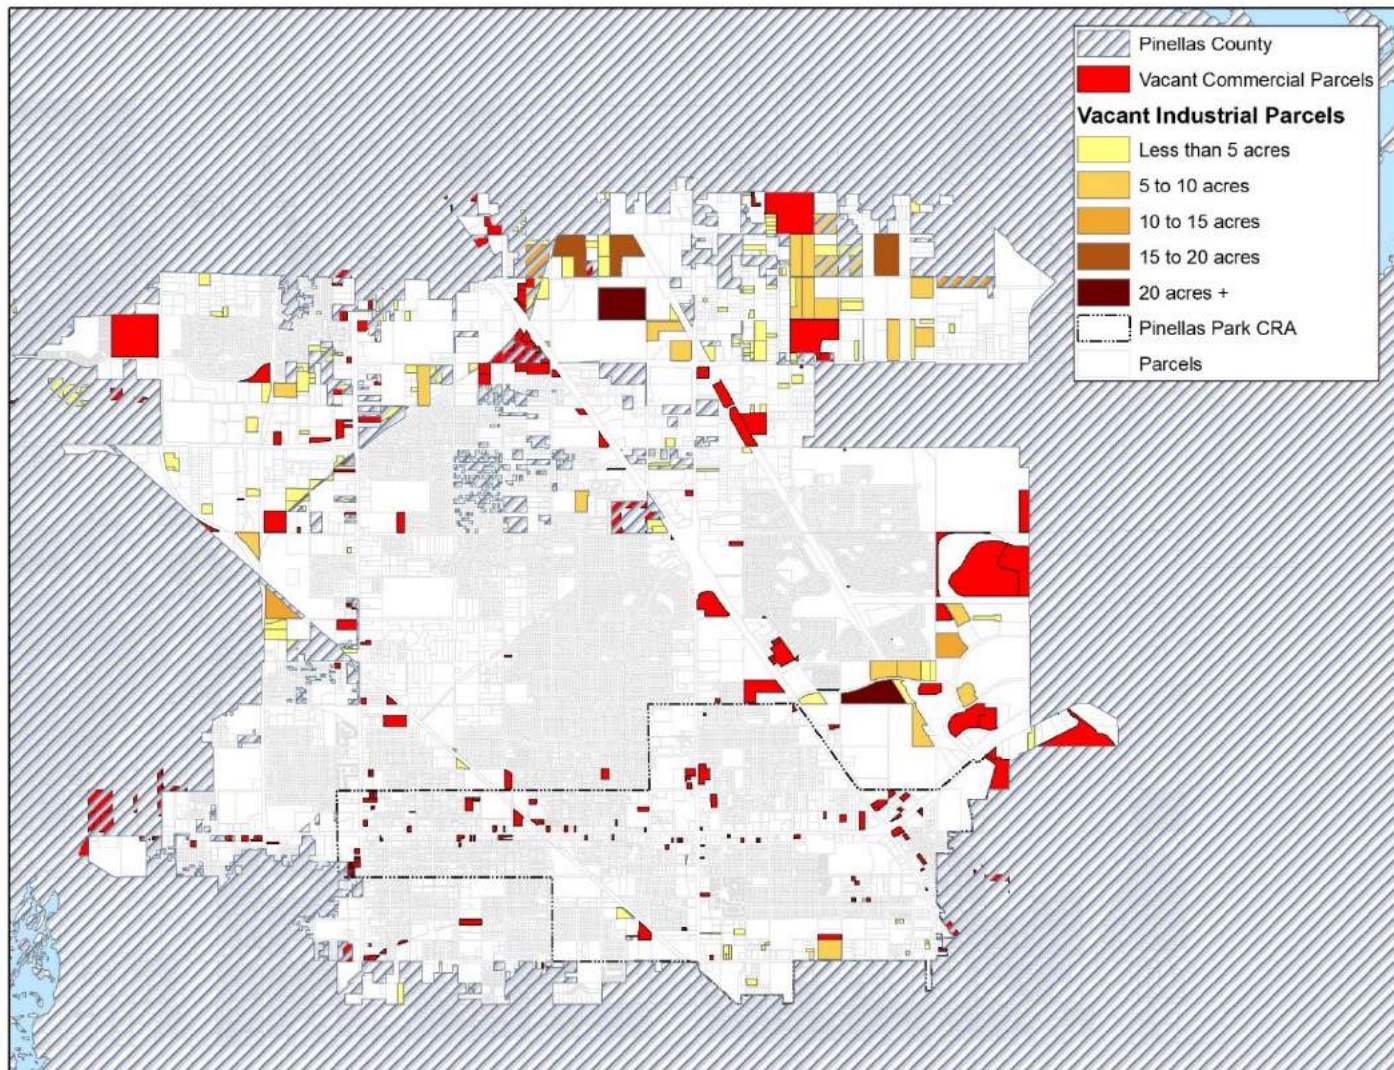 Pinellas County
Vacant Commercial Parcels
Vacant Industrial Parcels
Less than 5 acres
5 to 10 acres
10 to 15 acres
15 to 20 acres
20 acres +
Pinellas Park CRA
Parcels